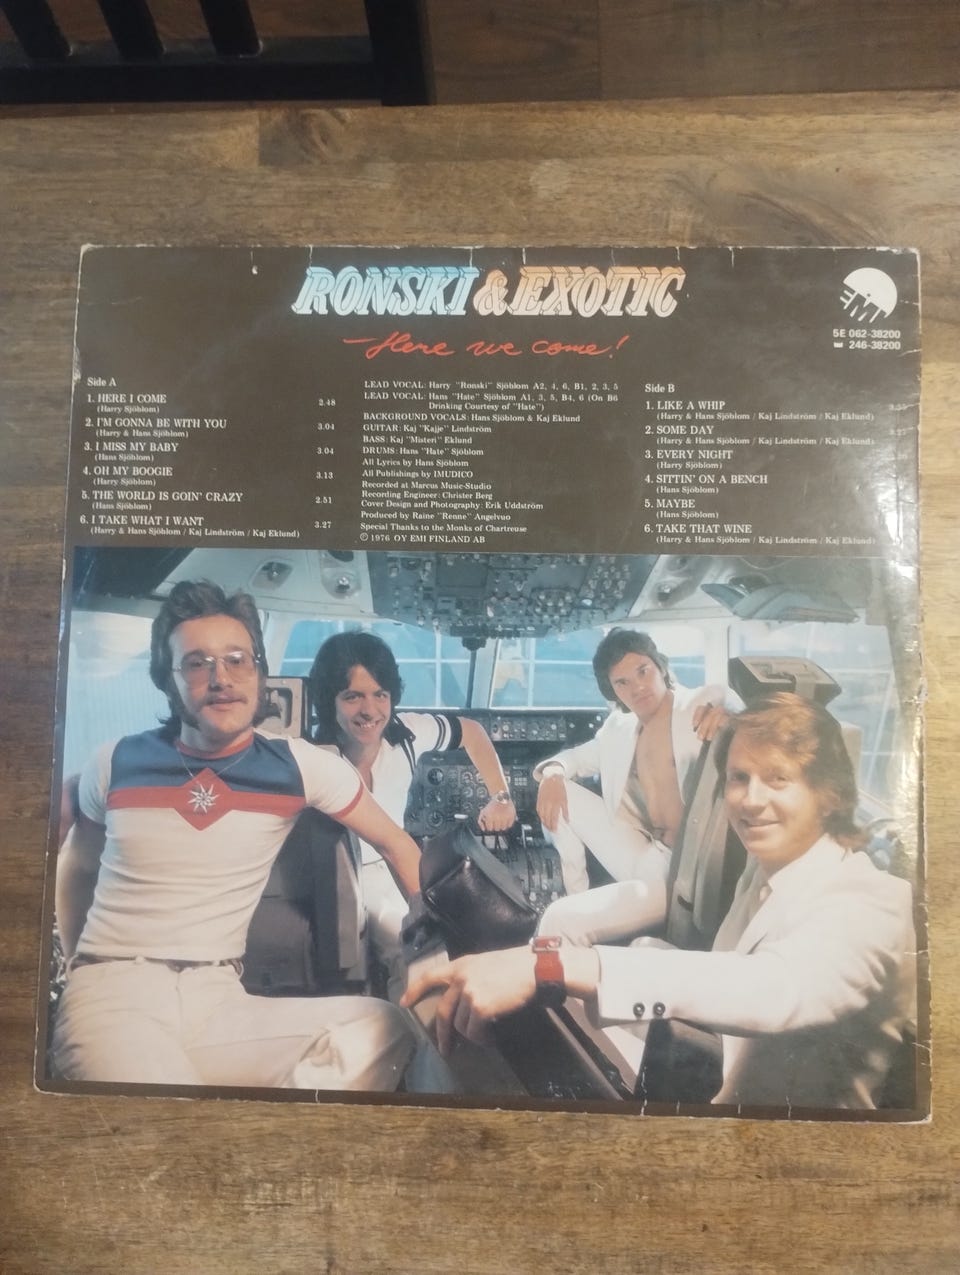 RONSKI & EXOTIC
Here we come!
EMI
5E 062-38200
246-38200
Side A
1. HERE I COME 2.48
(Harry Sjöblom)
2. I'M GONNA BE WITH YOU 3.04
(Harry & Hans Sjöblom)
3. I MISS MY BABY 3.04
(Hans Sjöblom)
4. OH MY BOOGIE 3.13
(Harry Sjöblom)
5. THE WORLD IS GOIN' CRAZY 2.51
(Hans Sjöblom)
6. I TAKE WHAT I WANT 3.27
(Harry & Hans Sjöblom / Kaj Lindström / Kaj Eklund)
LEAD VOCAL: Harry "Ronski" Sjöblom A2, 4, 6, B1, 2, 3, 5
LEAD VOCAL: Hans "Hate" Sjöblom A1, 3, 5, B4, 6 (On B6
Drinking Courtesy of "Hate")
BACKGROUND VOCALS: Hans Sjöblom & Kaj Eklund
GUITAR: Kaj "Kajje" Lindström
BASS: Kaj "Misteri" Eklund
DRUMS: Hans "Hate" Sjöblom
All Lyrics by Hans Sjöblom
All Publishings by IMUDICO
Recorded at Marcus Music-Studio
Recording Engineer: Christer Berg
Cover Design and Photography: Erik Uddström
Produced by Raine "Renne" Angelvuo
Special Thanks to the Monks of Chartreuse
℗ 1976 OY EMI FINLAND AB
Side B
1. LIKE A WHIP
(Harry & Hans Sjöblom / Kaj Lindström / Kaj Eklund)
2. SOME DAY
(Harry & Hans Sjöblom / Kaj Lindström / Kaj Eklund)
3. EVERY NIGHT
(Harry Sjöblom)
4. SITTIN' ON A BENCH
(Hans Sjöblom)
5. MAYBE
(Hans Sjöblom)
6. TAKE THAT WINE
(Harry & Hans Sjöblom / Kaj Lindström / Kaj Eklund)